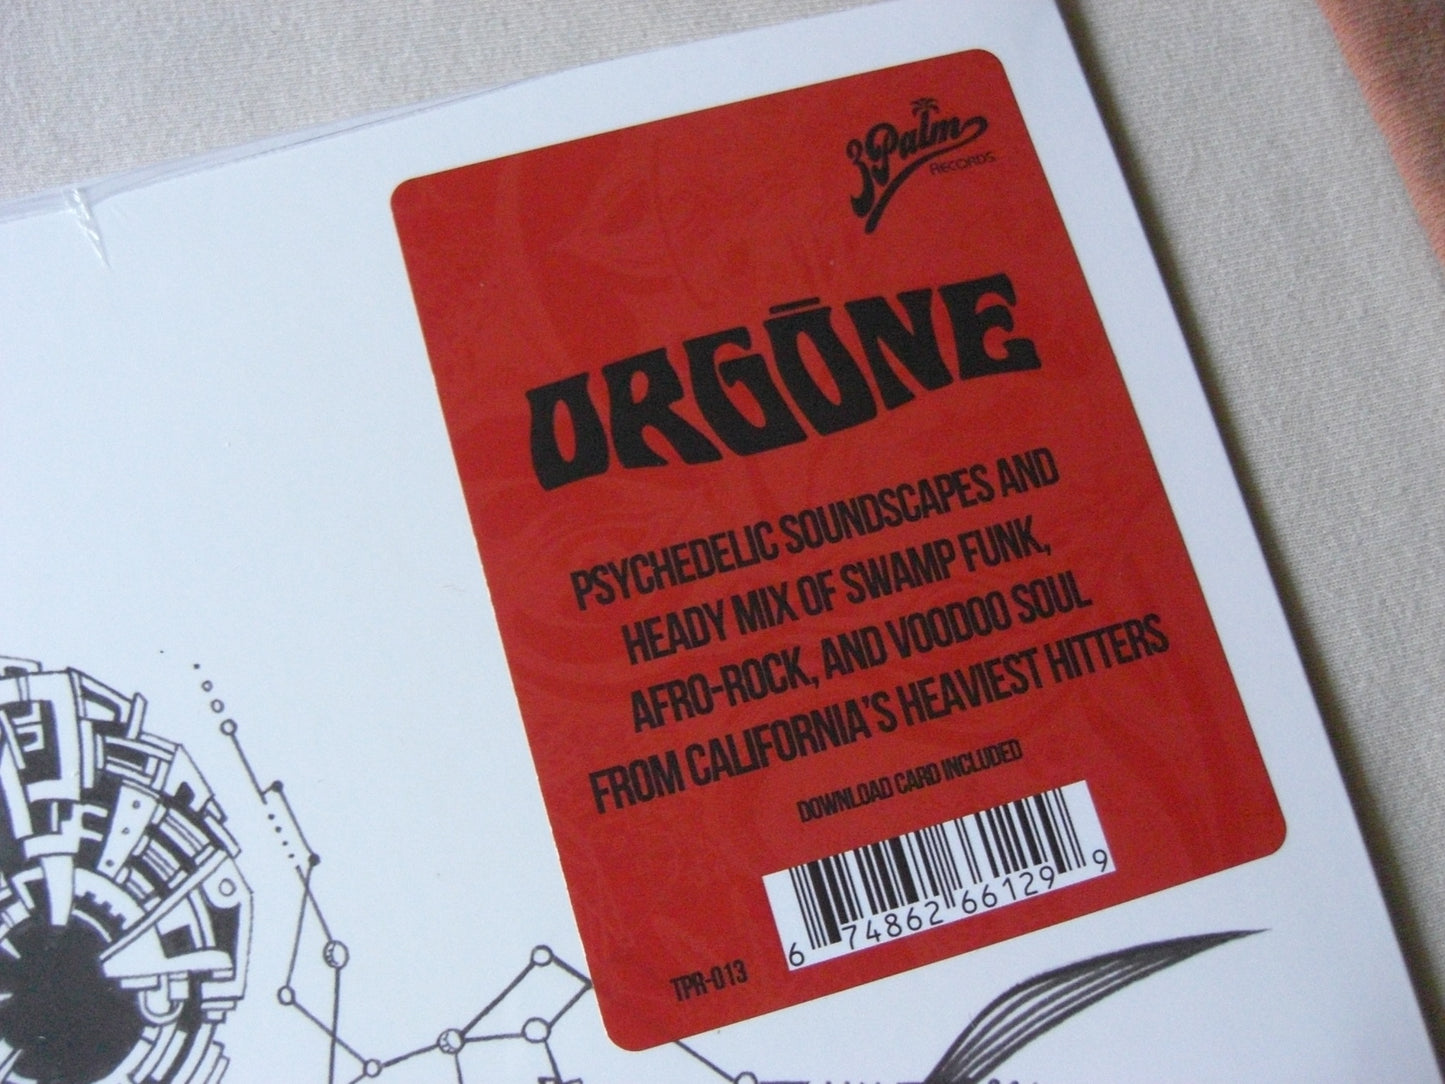 3 Palm
RECORDS
ORGŌNE
PSYCHEDELIC SOUNDSCAPES AND
HEADY MIX OF SWAMP FUNK,
AFRO-ROCK, AND VOODOO SOUL
FROM CALIFORNIA'S HEAVIEST HITTERS
DOWNLOAD CARD INCLUDED
6 74862 66129 9
TPR-013